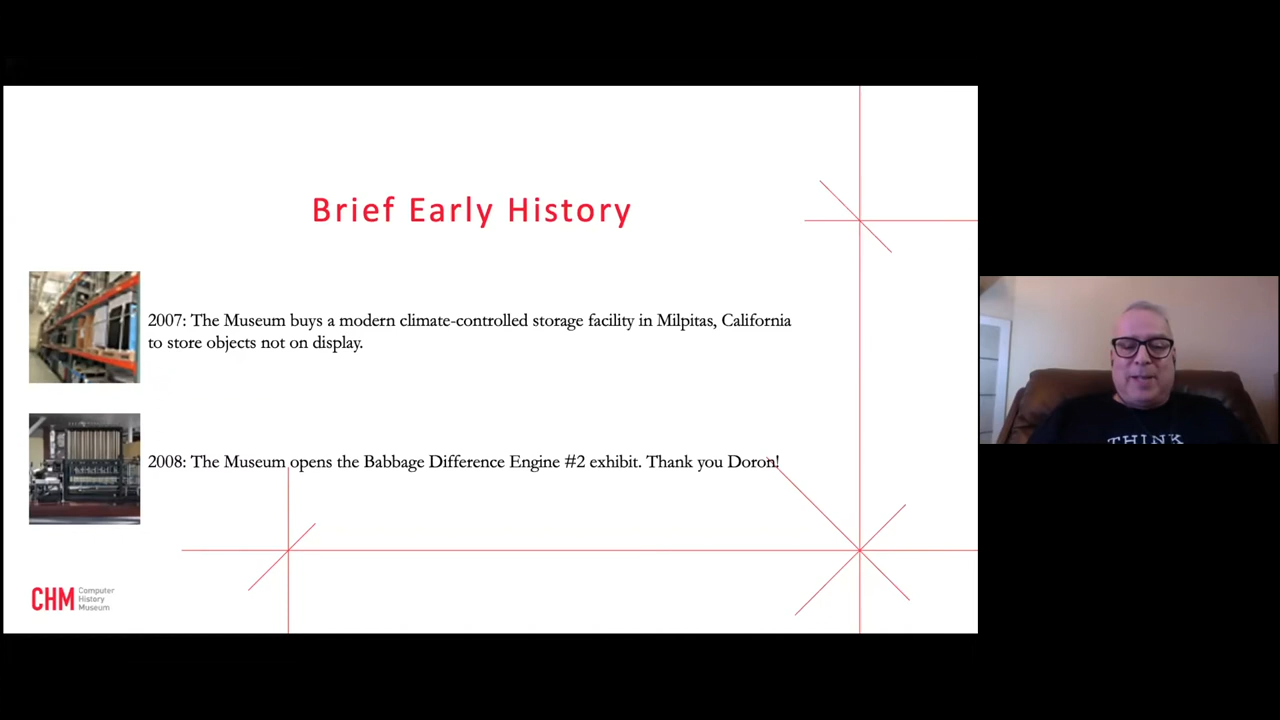 Brief Early History
2007: The Museum buys a modern climate-controlled storage facility in Milpitas, California
to store objects not on display.
2008: The Museum opens the Babbage Difference Engine #2 exhibit. Thank you Doron!
CHM
Computer
History
Museum
THINK